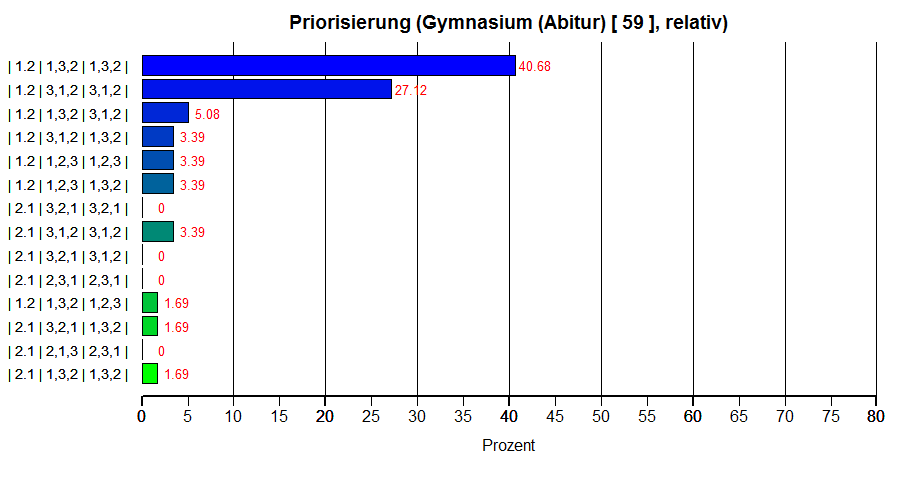 Priorisierung (Gymnasium (Abitur) [ 59 ], relativ)
| 1.2 | 1,3,2 | 1,3,2 | 40.68
| 1.2 | 3,1,2 | 3,1,2 | 27.12
| 1.2 | 1,3,2 | 3,1,2 | 5.08
| 1.2 | 3,1,2 | 1,3,2 | 3.39
| 1.2 | 1,2,3 | 1,2,3 | 3.39
| 1.2 | 1,2,3 | 1,3,2 | 3.39
| 2.1 | 3,2,1 | 3,2,1 | 0
| 2.1 | 3,1,2 | 3,1,2 | 3.39
| 2.1 | 3,2,1 | 3,1,2 | 0
| 2.1 | 2,3,1 | 2,3,1 | 0
| 1.2 | 1,3,2 | 1,2,3 | 1.69
| 2.1 | 3,2,1 | 1,3,2 | 1.69
| 2.1 | 2,1,3 | 2,3,1 | 0
| 2.1 | 1,3,2 | 1,3,2 | 1.69
0 5 10 15 20 25 30 35 40 45 50 55 60 65 70 75 80
Prozent